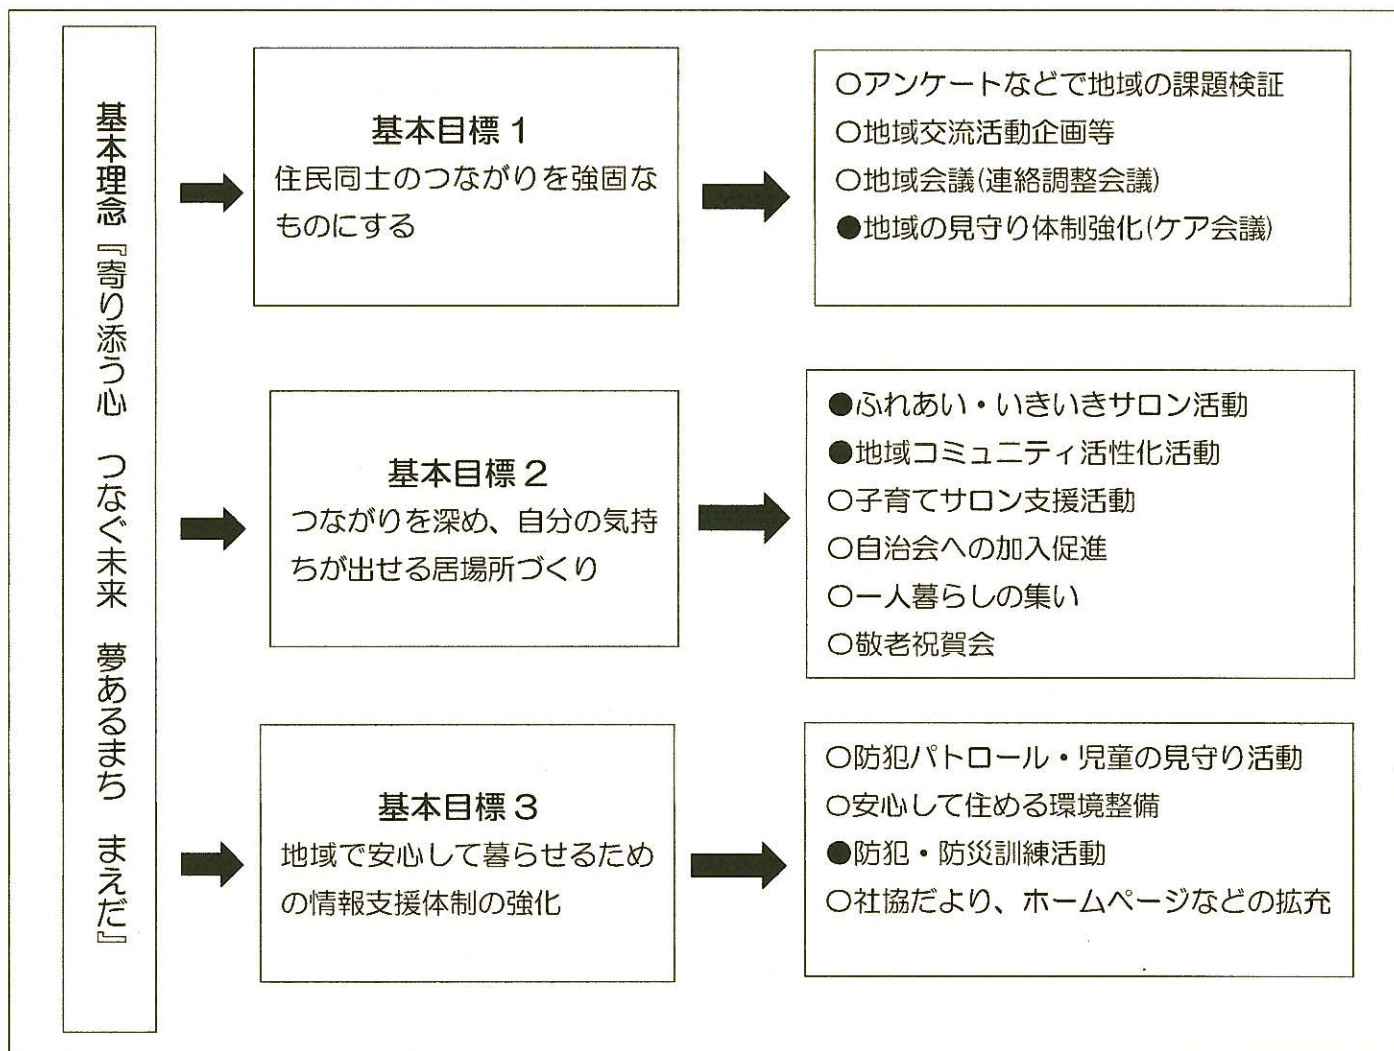 基本理念『寄り添う心　つなぐ未来　夢あるまち　まえだ』
基本目標1
住民同士のつながりを強固な
ものにする
○アンケートなどで地域の課題検証
○地域交流活動企画等
○地域会議(連絡調整会議)
●地域の見守り体制強化(ケア会議)
基本目標2
つながりを深め、自分の気持
ちが出せる居場所づくり
●ふれあい・いきいきサロン活動
●地域コミュニティ活性化活動
○子育てサロン支援活動
○自治会への加入促進
○一人暮らしの集い
○敬老祝賀会
基本目標3
地域で安心して暮らせるため
の情報支援体制の強化
○防犯パトロール・児童の見守り活動
○安心して住める環境整備
●防犯・防災訓練活動
○社協だより、ホームページなどの拡充